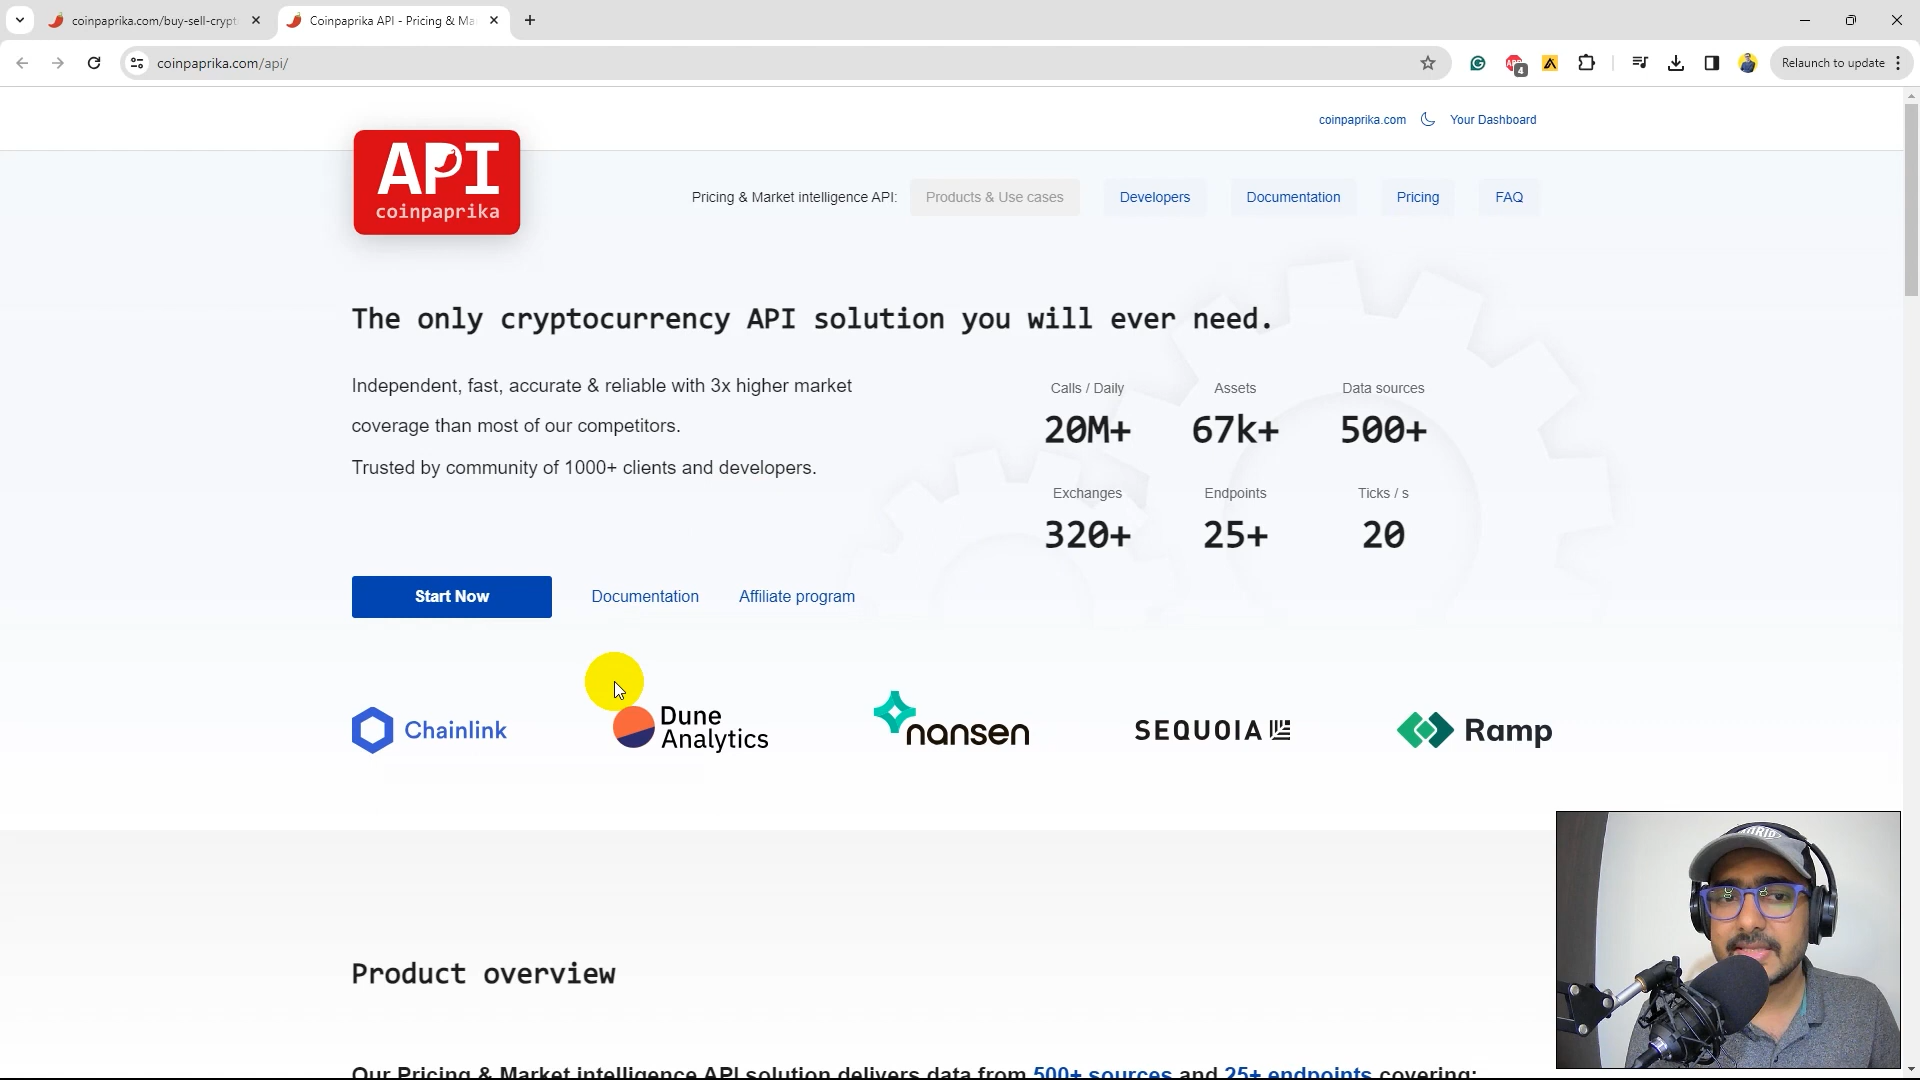 coinpaprika.com/buy-sell-crypt
Coinpaprika API - Pricing & Ma
coinpaprika.com/api/
4
Relaunch to update
coinpaprika.com
Your Dashboard
API
coinpaprika
Pricing & Market intelligence API:
Products & Use cases
Developers
Documentation
Pricing
FAQ
The only cryptocurrency API solution you will ever need.
Independent, fast, accurate & reliable with 3x higher market
coverage than most of our competitors.
Trusted by community of 1000+ clients and developers.
Calls / Daily
Assets
Data sources
20M+
67k+
500+
Exchanges
Endpoints
Ticks / s
320+
25+
20
Start Now
Documentation
Affiliate program
Chainlink
Dune
Analytics
nansen
SEQUOIA
Ramp
Product overview
Our Pricing & Market intelligence API solution delivers data from 500+ sources and 25+ endpoints covering: